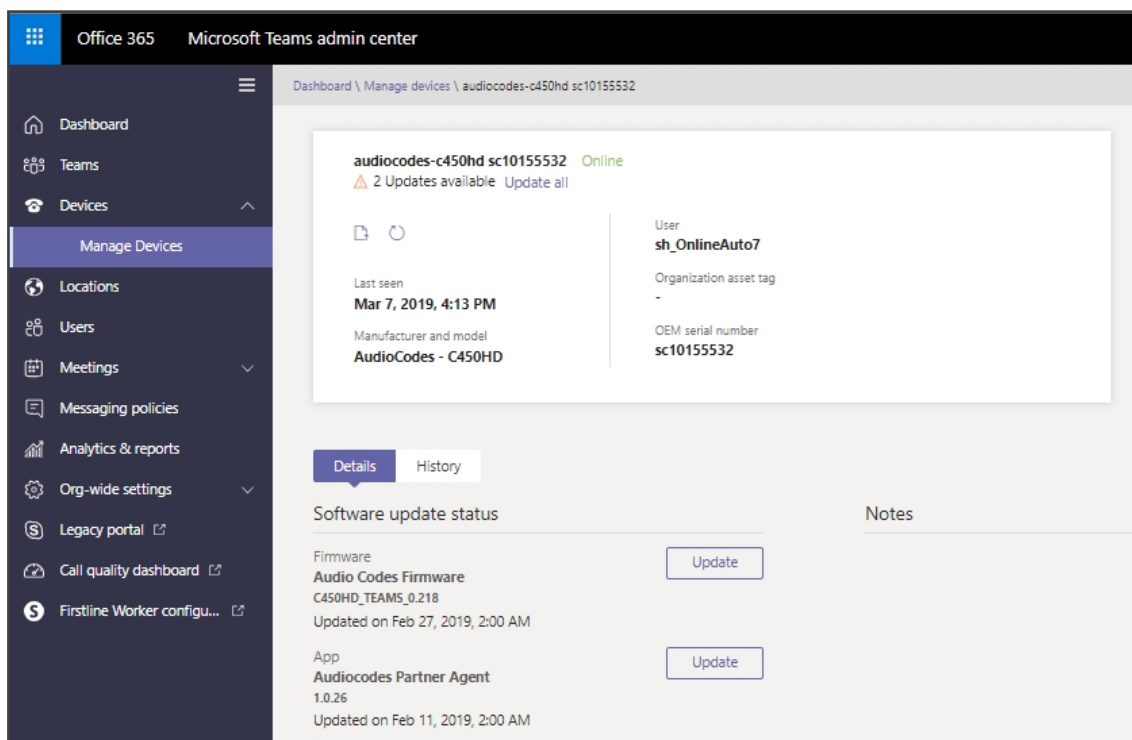 Office 365 Microsoft Teams admin center
Dashboard \ Manage devices \ audiocodes-c450hd sc10155532
Dashboard
Teams
Devices
Manage Devices
Locations
Users
Meetings
Messaging policies
Analytics & reports
Org-wide settings
Legacy portal
Call quality dashboard
Firstline Worker configu...
audiocodes-c450hd sc10155532 Online
2 Updates available Update all
Last seen
Mar 7, 2019, 4:13 PM
Manufacturer and model
AudioCodes - C450HD
User
sh_OnlineAuto7
Organization asset tag
-
OEM serial number
sc10155532
Details History
Software update status
Firmware
Audio Codes Firmware
C450HD_TEAMS_0.218
Updated on Feb 27, 2019, 2:00 AM
Update
App
Audiocodes Partner Agent
1.0.26
Updated on Feb 11, 2019, 2:00 AM
Update
Notes